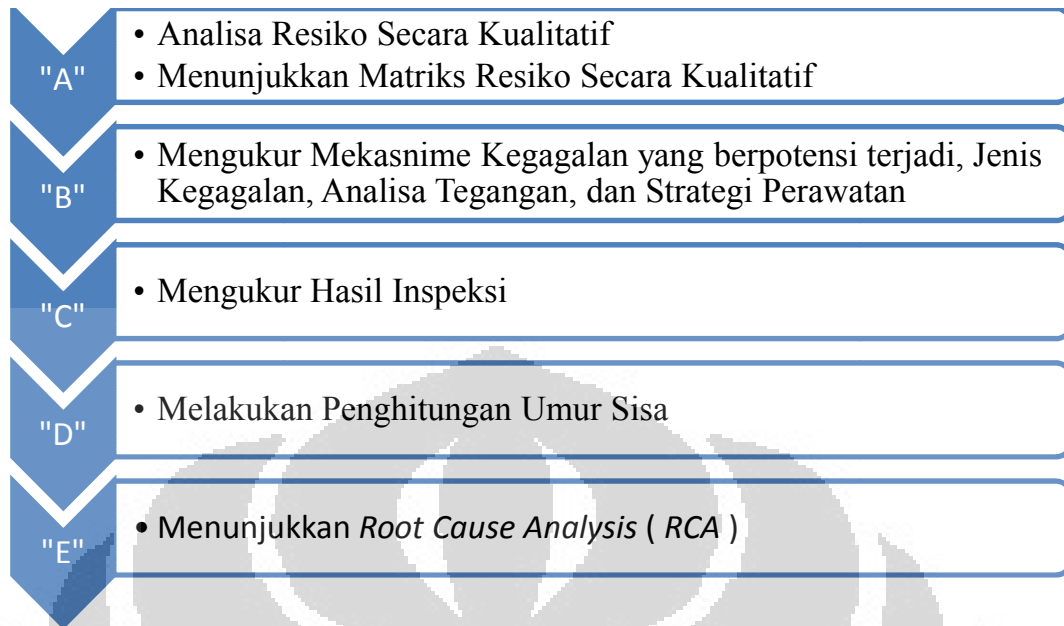 "A"
• Analisa Resiko Secara Kualitatif
• Menunjukkan Matriks Resiko Secara Kualitatif
"B"
• Mengukur Mekasnime Kegagalan yang berpotensi terjadi, Jenis
Kegagalan, Analisa Tegangan, dan Strategi Perawatan
"C"
• Mengukur Hasil Inspeksi
"D"
• Melakukan Penghitungan Umur Sisa
"E"
• Menunjukkan Root Cause Analysis ( RCA )